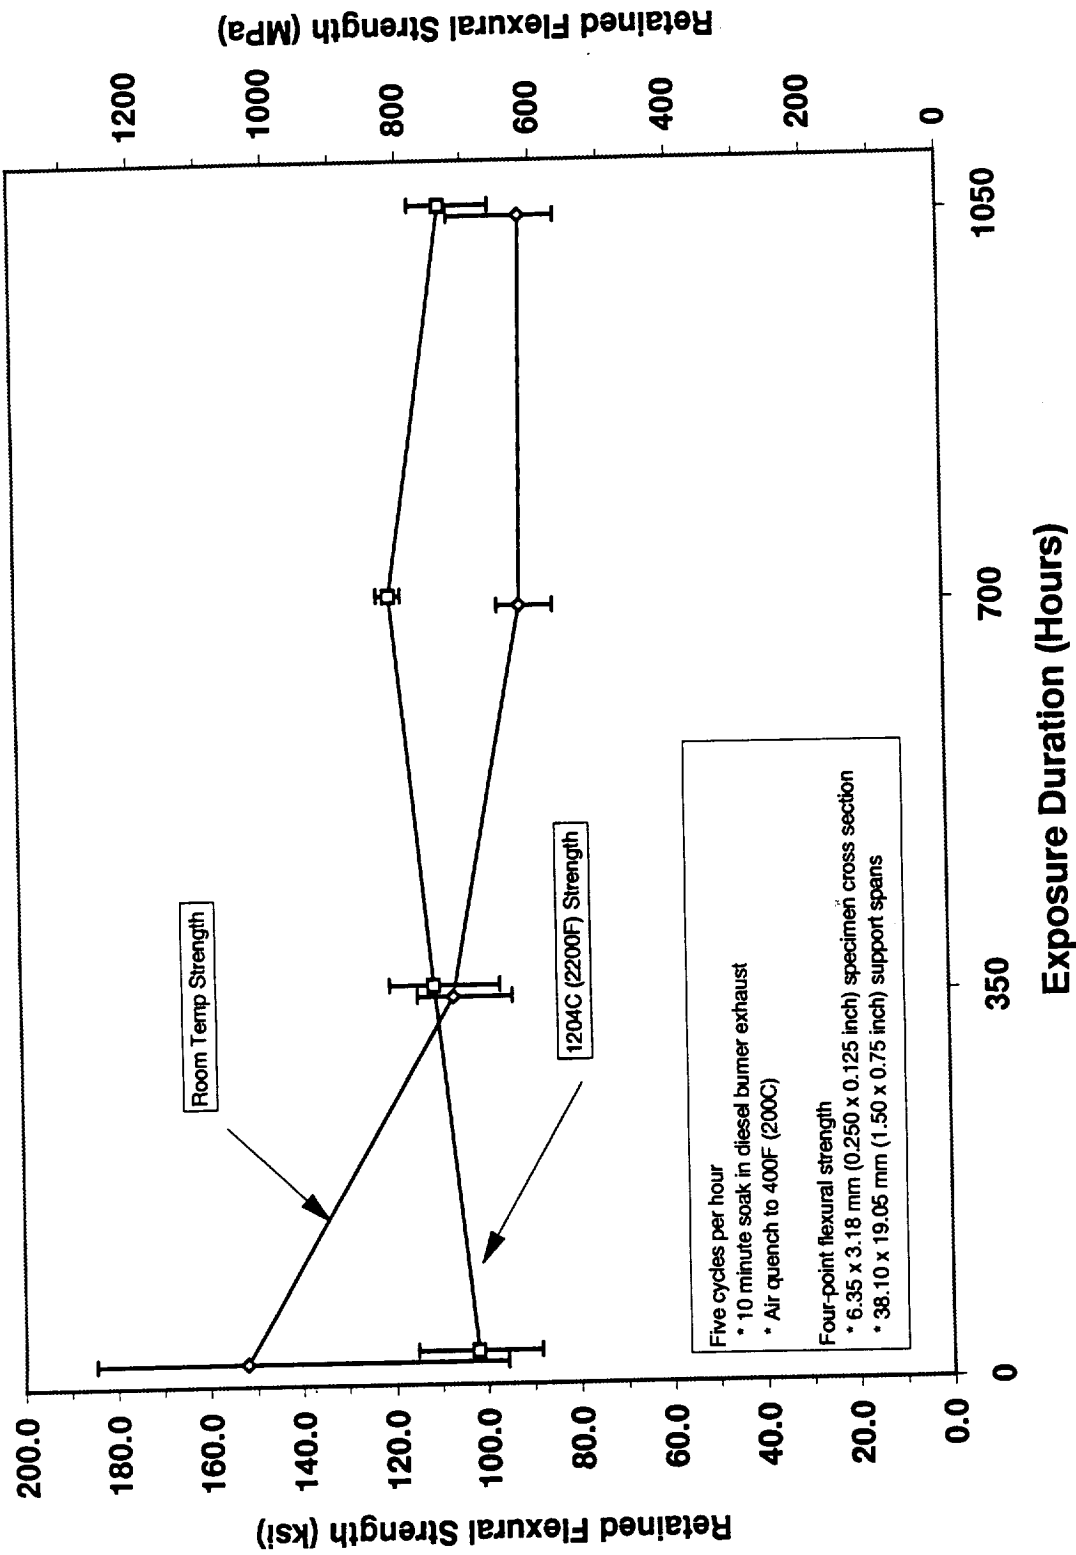 Retained Flexural Strength (MPa)
1200
1000
800
600
400
200
0
Room Temp Strength
1204C (2200F) Strength
Five cycles per hour
* 10 minute soak in diesel burner exhaust
* Air quench to 400F (200C)
Four-point flexural strength
* 6.35 x 3.18 mm (0.250 x 0.125 inch) specimen cross section
* 38.10 x 19.05 mm (1.50 x 0.75 inch) support spans
200.0
180.0
160.0
140.0
120.0
100.0
80.0
60.0
40.0
20.0
0.0
Retained Flexural Strength (ksi)
0
350
700
1050
Exposure Duration (Hours)